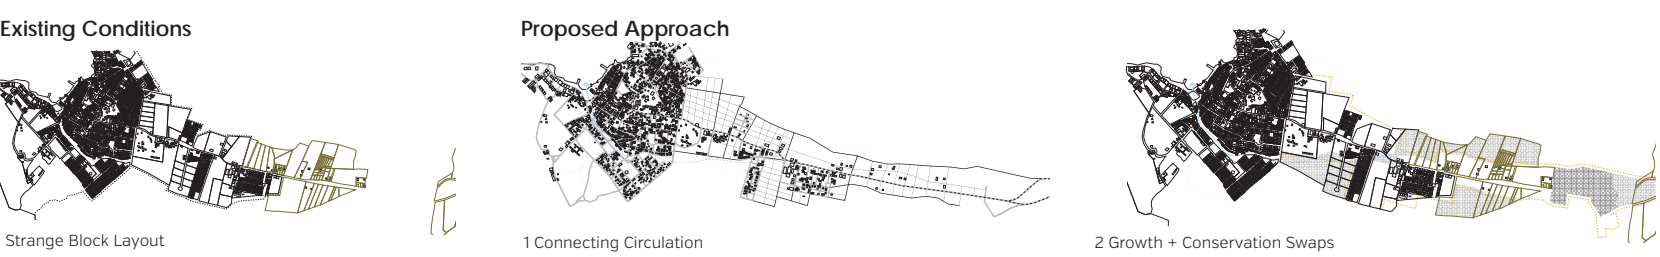 Existing Conditions
Proposed Approach
Strange Block Layout
1 Connecting Circulation
2 Growth + Conservation Swaps